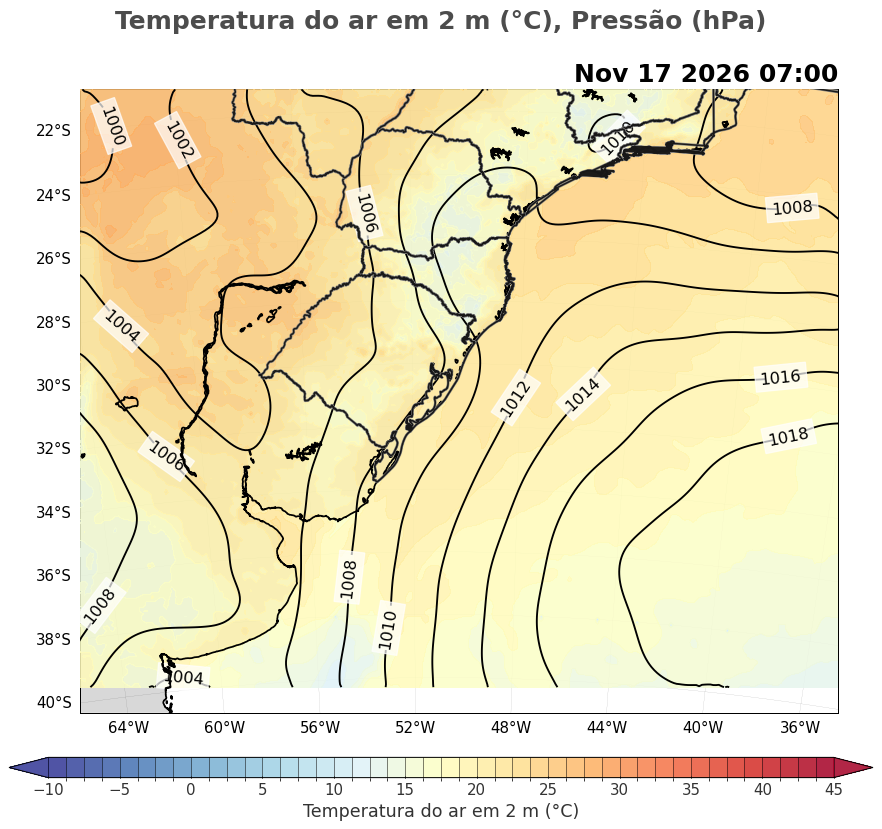 Temperatura do ar em 2 m (°C), Pressão (hPa)
Nov 17 2026 07:00
1000
1002
1010
22°S
24°S
1006
1008
26°S
28°S
1004
30°S
1012
1014
1016
32°S
1006
1018
34°S
36°S
1008
1008
38°S
1010
1004
40°S
64°W 60°W 56°W 52°W 48°W 44°W 40°W 36°W
−10 −5 0 5 10 15 20 25 30 35 40 45
Temperatura do ar em 2 m (°C)